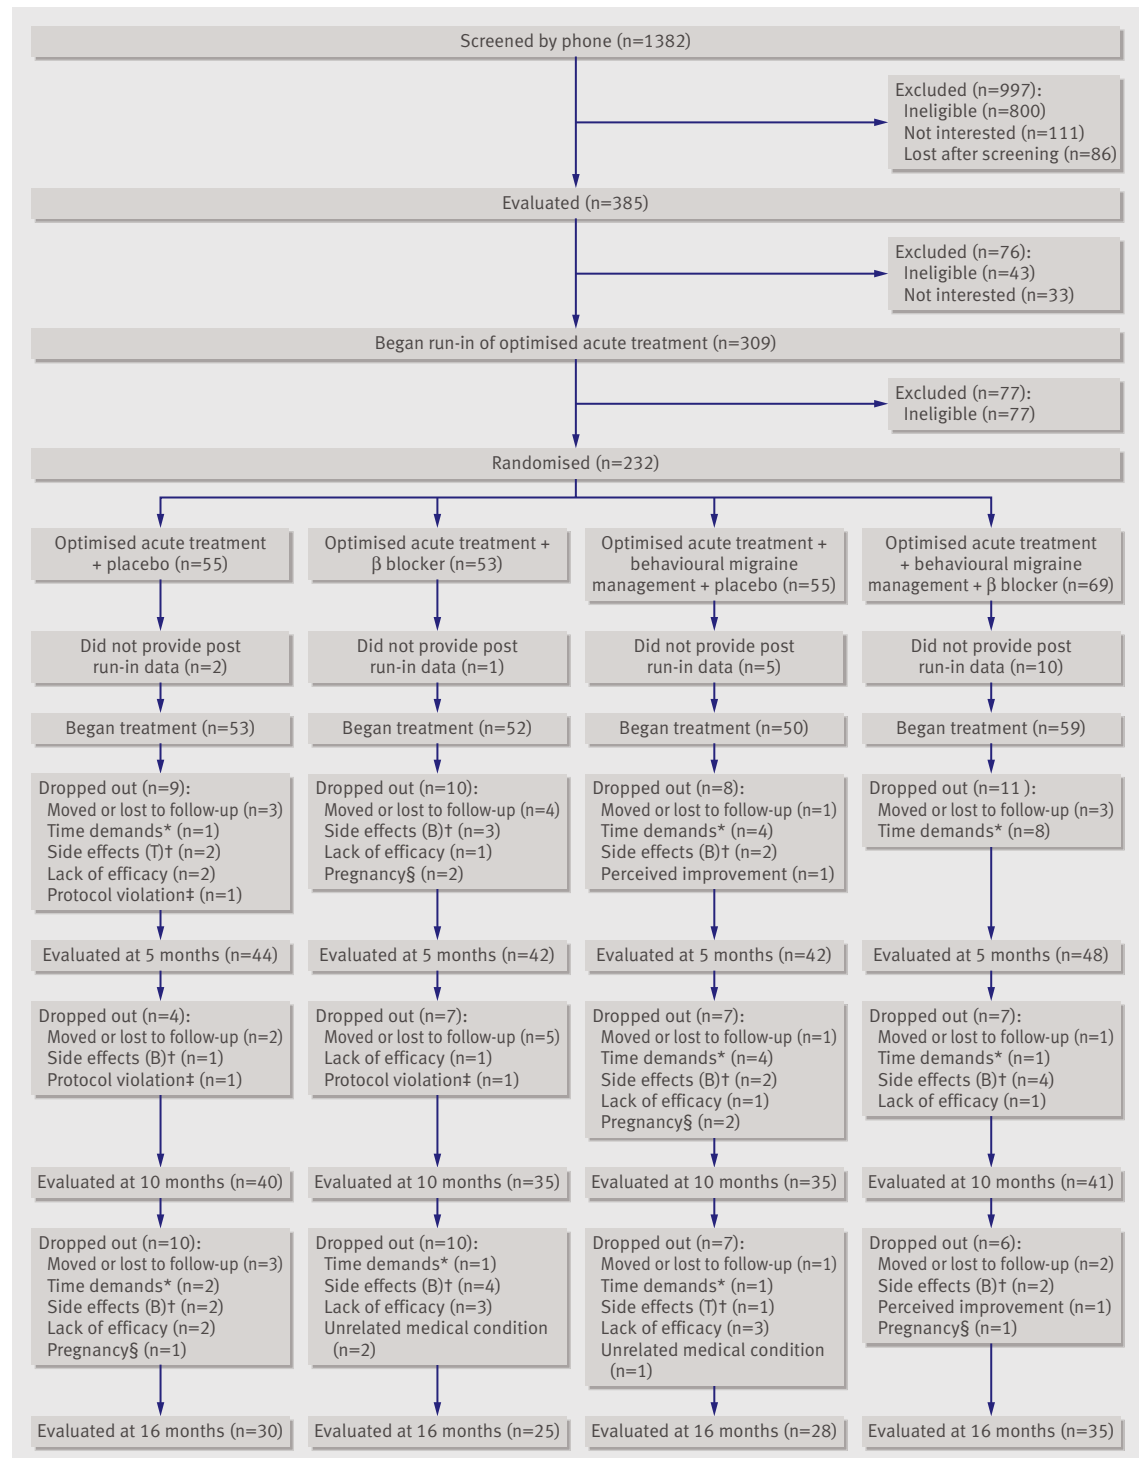 Screened by phone (n=1382)
Excluded (n=997):
Ineligible (n=800)
Not interested (n=111)
Lost after screening (n=86)
Evaluated (n=385)
Excluded (n=76):
Ineligible (n=43)
Not interested (n=33)
Began run-in of optimised acute treatment (n=309)
Excluded (n=77):
Ineligible (n=77)
Randomised (n=232)
Optimised acute treatment
+ placebo (n=55)
Optimised acute treatment +
β blocker (n=53)
Optimised acute treatment +
behavioural migraine
management + placebo (n=55)
Optimised acute treatment
+ behavioural migraine
management + β blocker (n=69)
Did not provide post
run-in data (n=2)
Did not provide post
run-in data (n=1)
Did not provide post
run-in data (n=5)
Did not provide post
run-in data (n=10)
Began treatment (n=53)
Began treatment (n=52)
Began treatment (n=50)
Began treatment (n=59)
Dropped out (n=9):
Moved or lost to follow-up (n=3)
Time demands* (n=1)
Side effects (T)† (n=2)
Lack of efficacy (n=2)
Protocol violation‡ (n=1)
Dropped out (n=10):
Moved or lost to follow-up (n=4)
Side effects (B)† (n=3)
Lack of efficacy (n=1)
Pregnancy§ (n=2)
Dropped out (n=8):
Moved or lost to follow-up (n=1)
Time demands* (n=4)
Side effects (B)† (n=2)
Perceived improvement (n=1)
Dropped out (n=11 ):
Moved or lost to follow-up (n=3)
Time demands* (n=8)
Evaluated at 5 months (n=44)
Evaluated at 5 months (n=42)
Evaluated at 5 months (n=42)
Evaluated at 5 months (n=48)
Dropped out (n=4):
Moved or lost to follow-up (n=2)
Side effects (B)† (n=1)
Protocol violation‡ (n=1)
Dropped out (n=7):
Moved or lost to follow-up (n=5)
Lack of efficacy (n=1)
Protocol violation‡ (n=1)
Dropped out (n=7):
Moved or lost to follow-up (n=1)
Time demands* (n=4)
Side effects (B)† (n=2)
Lack of efficacy (n=1)
Pregnancy§ (n=2)
Dropped out (n=7):
Moved or lost to follow-up (n=1)
Time demands* (n=1)
Side effects (B)† (n=4)
Lack of efficacy (n=1)
Evaluated at 10 months (n=40)
Evaluated at 10 months (n=35)
Evaluated at 10 months (n=35)
Evaluated at 10 months (n=41)
Dropped out (n=10):
Moved or lost to follow-up (n=3)
Time demands* (n=2)
Side effects (B)† (n=2)
Lack of efficacy (n=2)
Pregnancy§ (n=1)
Dropped out (n=10):
Time demands* (n=1)
Side effects (B)† (n=4)
Lack of efficacy (n=3)
Unrelated medical condition
(n=2)
Dropped out (n=7):
Moved or lost to follow-up (n=1)
Time demands* (n=1)
Side effects (T)† (n=1)
Lack of efficacy (n=3)
Unrelated medical condition
(n=1)
Dropped out (n=6):
Moved or lost to follow-up (n=2)
Side effects (B)† (n=2)
Perceived improvement (n=1)
Pregnancy§ (n=1)
Evaluated at 16 months (n=30)
Evaluated at 16 months (n=25)
Evaluated at 16 months (n=28)
Evaluated at 16 months (n=35)